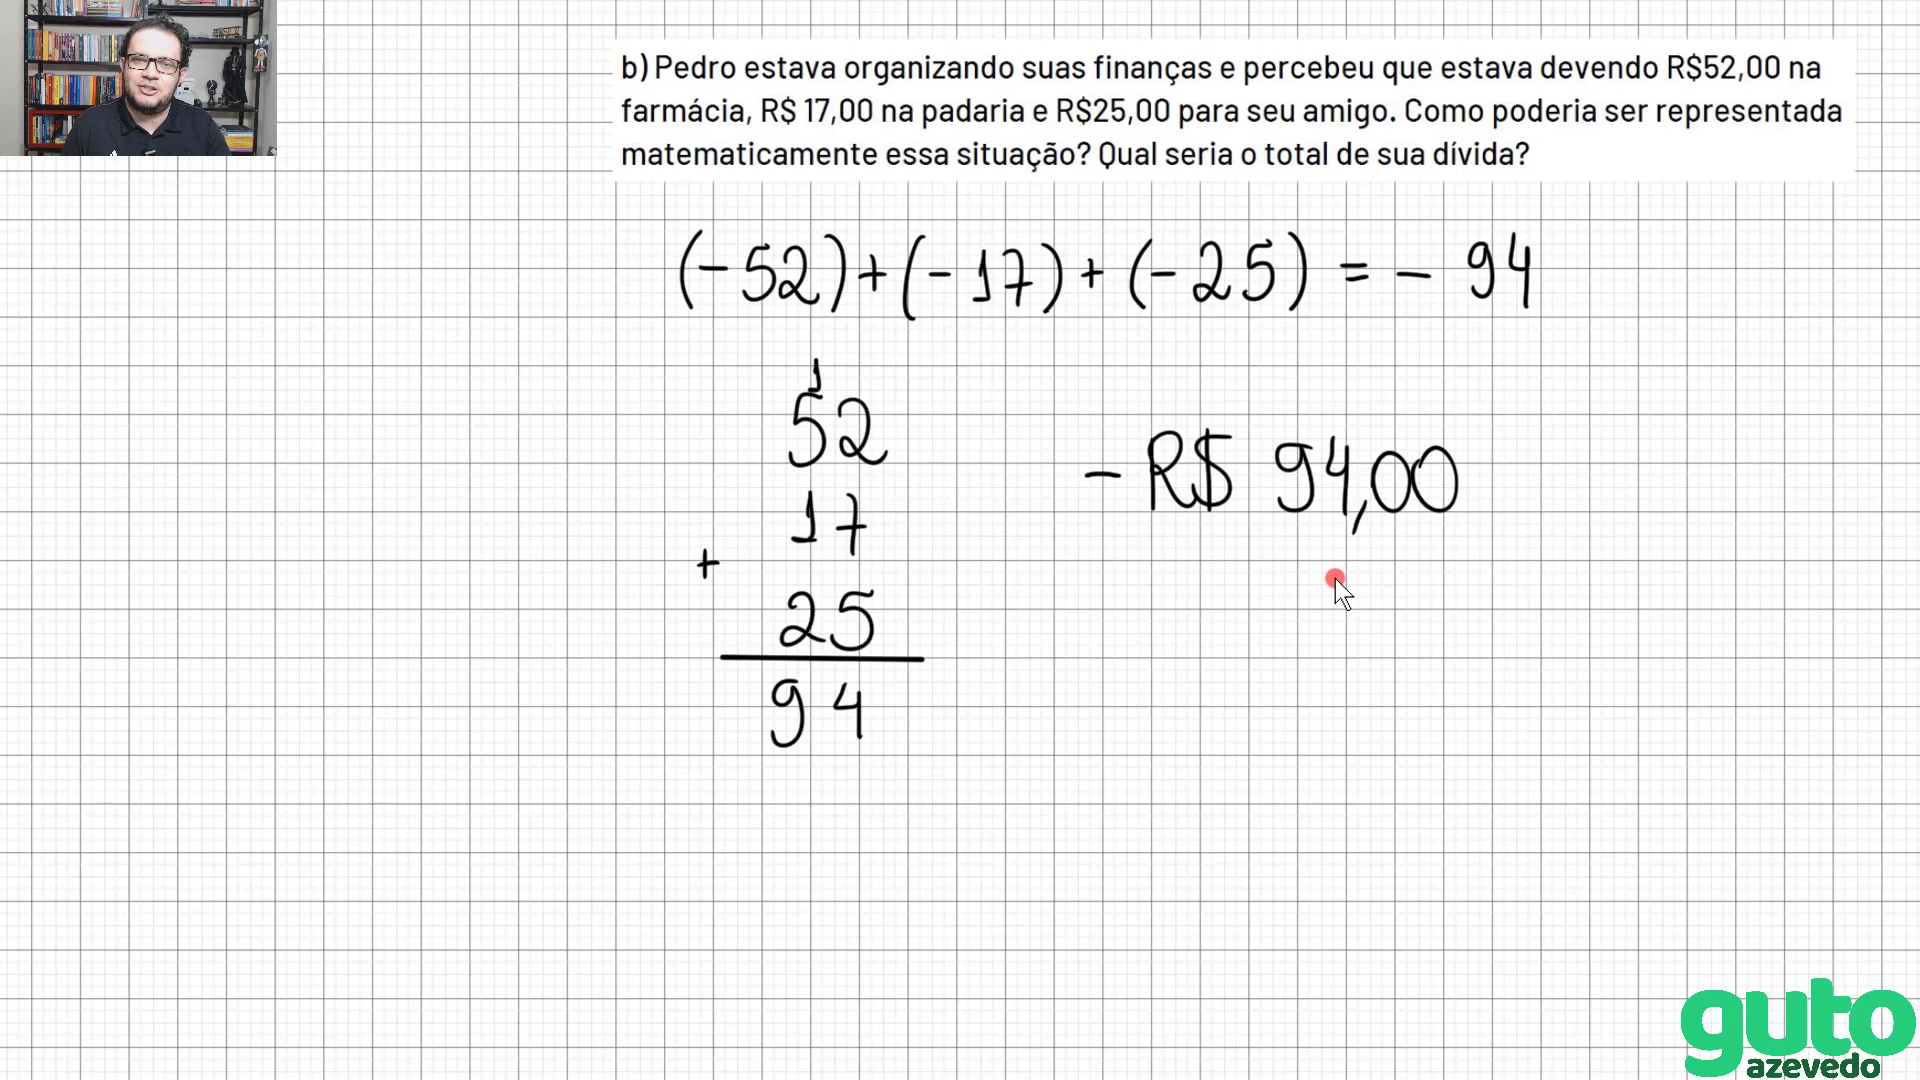 b) Pedro estava organizando suas finanças e percebeu que estava devendo R$52,00 na
farmácia, R$ 17,00 na padaria e R$25,00 para seu amigo. Como poderia ser representada
matematicamente essa situação? Qual seria o total de sua dívida?
(-52)+(-17)+(-25) = - 94
1
52
17
+
25
94
- R$ 94,00
guto
azevedo